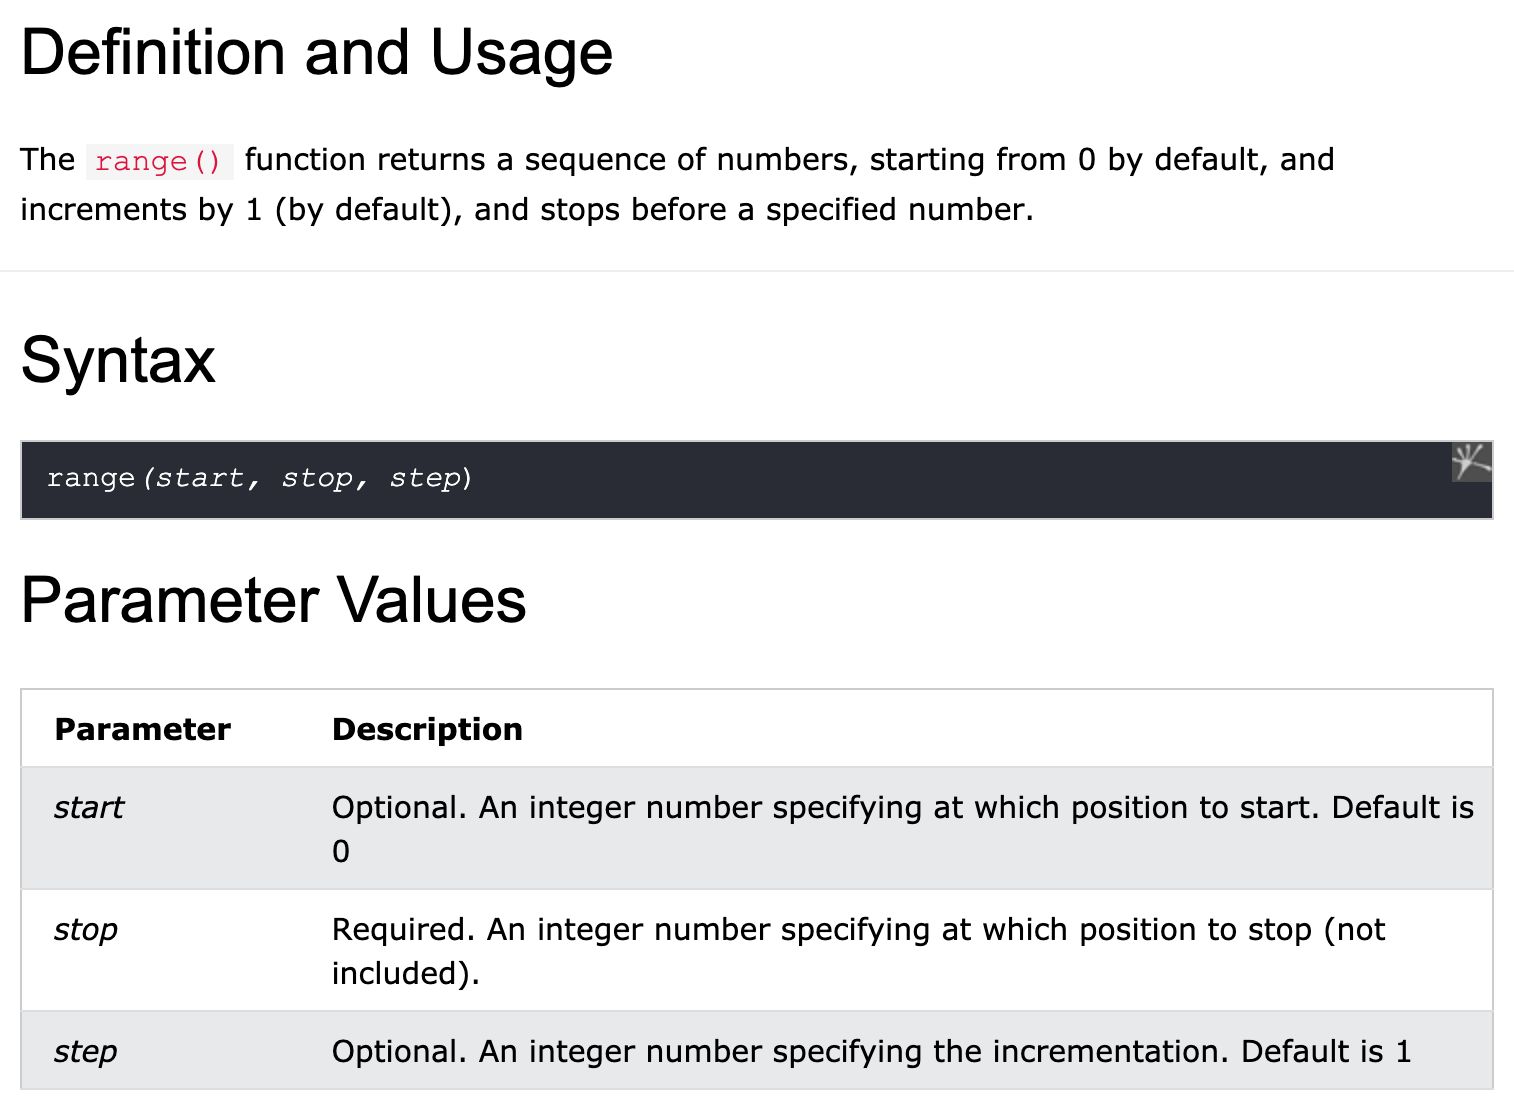 Definition and Usage
The range() function returns a sequence of numbers, starting from 0 by default, and
increments by 1 (by default), and stops before a specified number.
Syntax
range(start, stop, step)
Parameter Values
Parameter Description
start Optional. An integer number specifying at which position to start. Default is
0
stop Required. An integer number specifying at which position to stop (not
included).
step Optional. An integer number specifying the incrementation. Default is 1